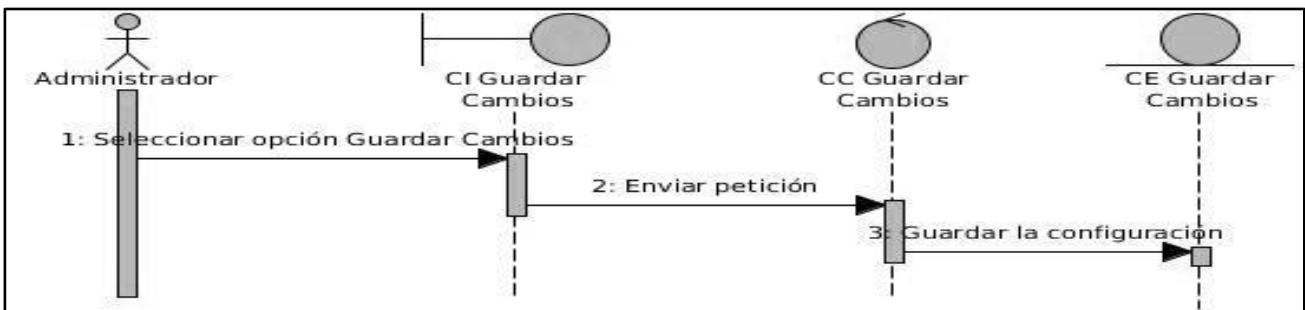 Administrador
CI Guardar
Cambios
CC Guardar
Cambios
CE Guardar
Cambios
1: Seleccionar opción Guardar Cambios
2: Enviar petición
3: Guardar la configuración